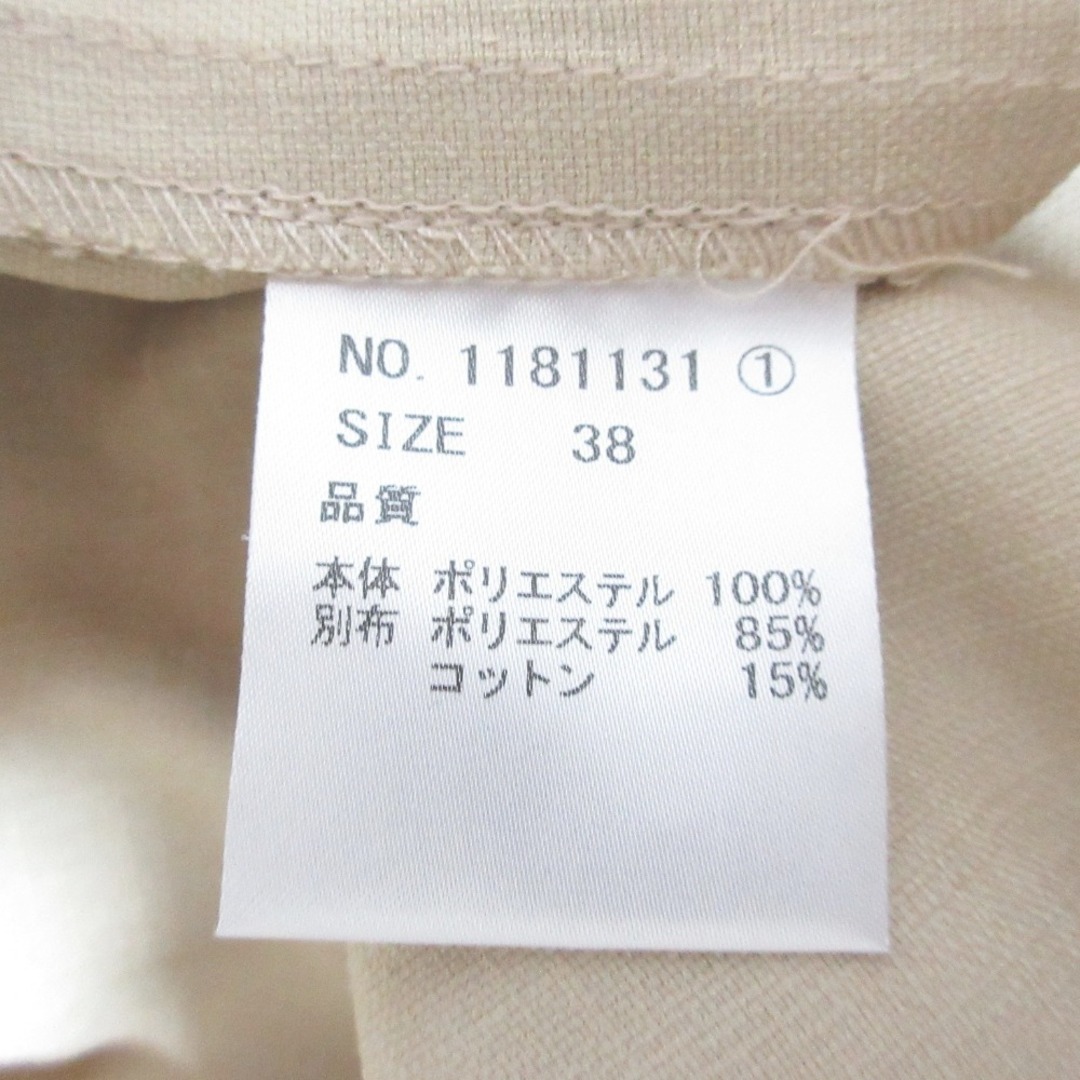 NO. 1181131 ①
SIZE 38
品質
本体 ポリエステル 100%
別布 ポリエステル 85%
コットン 15%